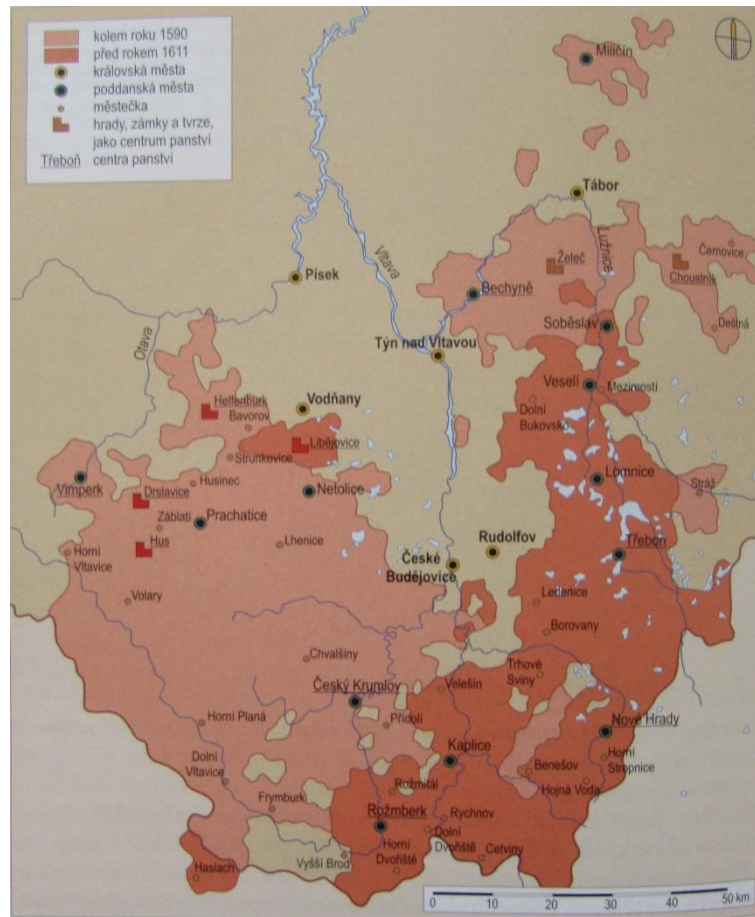 kolem roku 1590
před rokem 1611
královská města
poddanská města
městečka
hrady, zámky a tvrze,
jako centrum panství
Třeboň centra panství
Miličín
Tábor
Lužnice
Černovice
Želeč
Choustník
Vltava
Písek
Bechyně
Deštná
Soběslav
Otava
Týn nad Vltavou
Veselí
Mezimostí
Helfenburk
Bavorov
Vodňany
Dolní
Bukovsko
Libějovice
Strunkovice
Lomnice
Vimperk
Drslavice
Husinec
Netolice
Stráž
Záblatí
Prachatice
Hus
Lhenice
Rudolfov
Třeboň
Horní
Vltavice
České
Budějovice
Volary
Ledenice
Borovany
Chvalšiny
Trhové
Sviny
Český Krumlov
Velešín
Horní Planá
Přídolí
Nové Hrady
Kaplice
Horní
Stropnice
Dolní
Vltavice
Benešov
Hojná Voda
Frymburk
Rožmitál
Rožmberk
Rychnov
Dolní
Dvořiště
Horní
Dvořiště
Cetviny
Vyšší Brod
Haslach
0 10 20 30 40 50 km